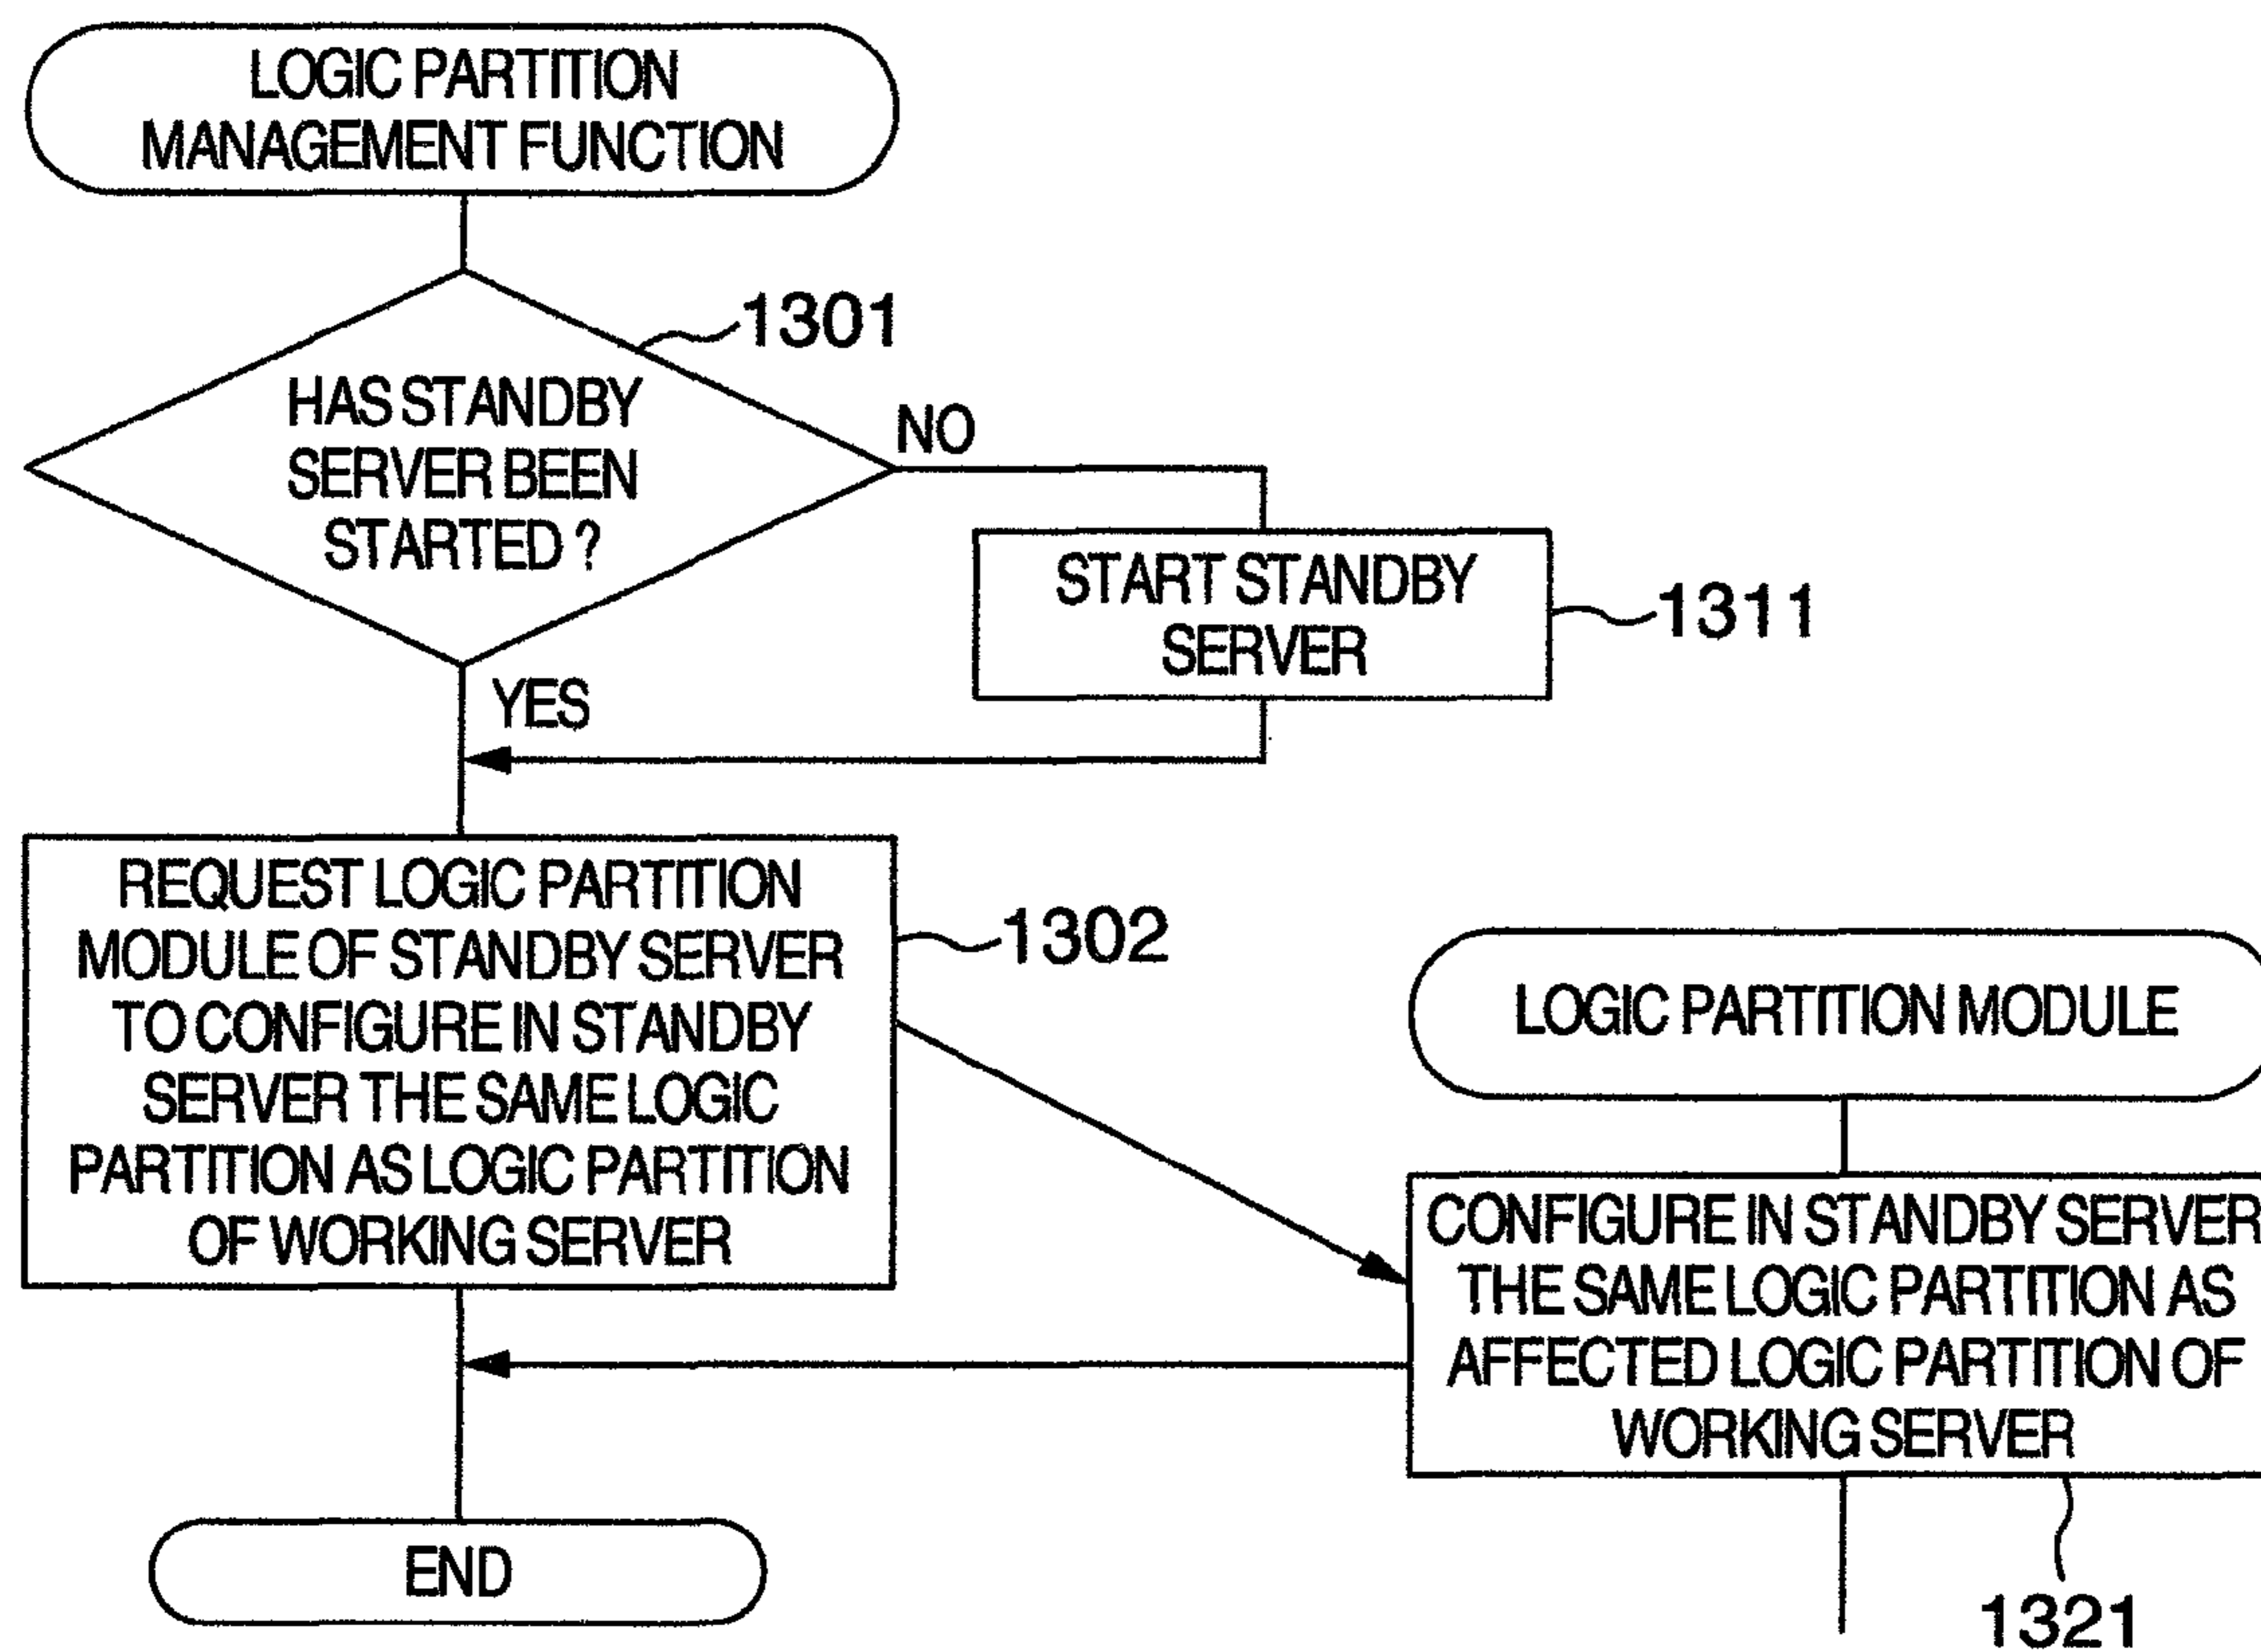 LOGIC PARTITION
MANAGEMENT FUNCTION
1301
HAS STANDBY
SERVER BEEN
STARTED ?
NO
START STANDBY
SERVER
1311
YES
REQUEST LOGIC PARTITION
MODULE OF STANDBY SERVER
TO CONFIGURE IN STANDBY
SERVER THE SAME LOGIC
PARTITION AS LOGIC PARTITION
OF WORKING SERVER
1302
LOGIC PARTITION MODULE
CONFIGURE IN STANDBY SERVER
THE SAME LOGIC PARTITION AS
AFFECTED LOGIC PARTITION OF
WORKING SERVER
1321
END